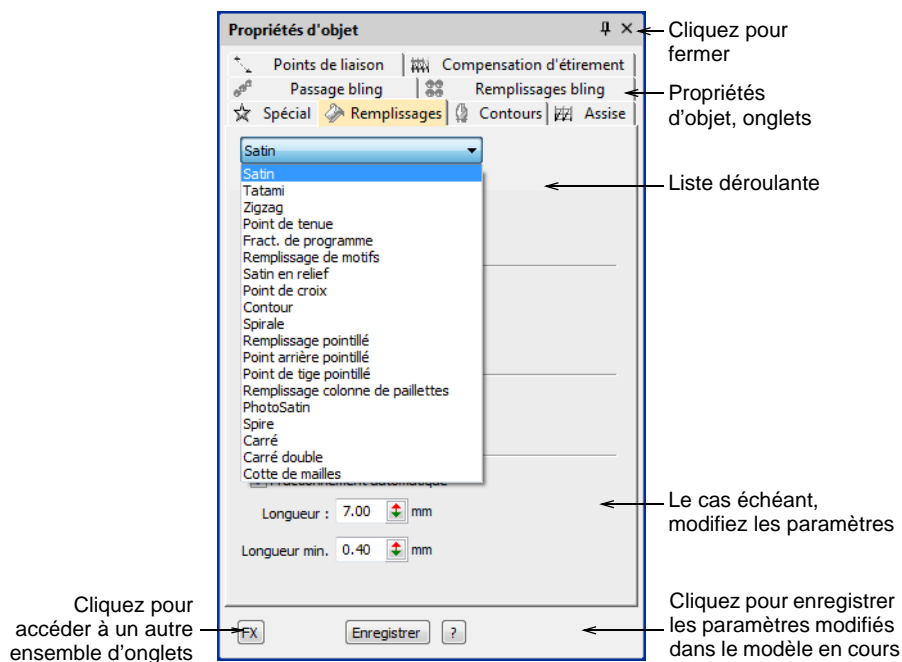 Propriétés d'objet
Cliquez pour
fermer
Points de liaison
Compensation d'étirement
Passage bling
Remplissages bling
Propriétés
d'objet, onglets
Spécial
Remplissages
Contours
Assise
Satin
Liste déroulante
Satin
Tatami
Zigzag
Point de tenue
Fract. de programme
Remplissage de motifs
Satin en relief
Point de croix
Contour
Spirale
Remplissage pointillé
Point arrière pointillé
Point de tige pointillé
Remplissage colonne de paillettes
PhotoSatin
Spire
Carré
Carré double
Cotte de mailles
Fractionnement automatique
Longueur : 7.00 mm
Le cas échéant,
modifiez les paramètres
Longueur min. 0.40 mm
Cliquez pour
accéder à un autre
ensemble d'onglets
FX
Enregistrer
?
Cliquez pour enregistrer
les paramètres modifiés
dans le modèle en cours